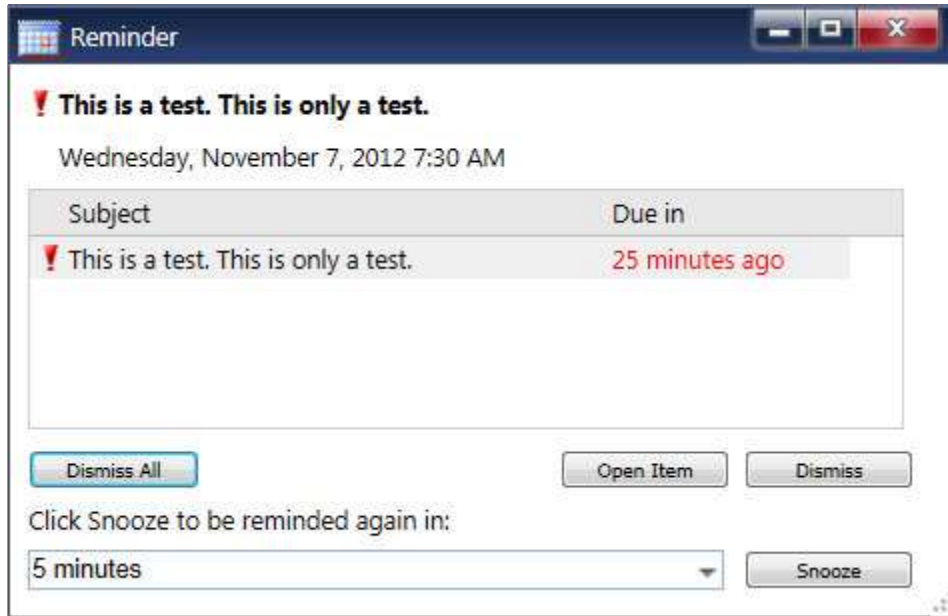 Reminder
This is a test. This is only a test.
Wednesday, November 7, 2012 7:30 AM
Subject Due in
This is a test. This is only a test. 25 minutes ago
Dismiss All Open Item Dismiss
Click Snooze to be reminded again in:
5 minutes Snooze